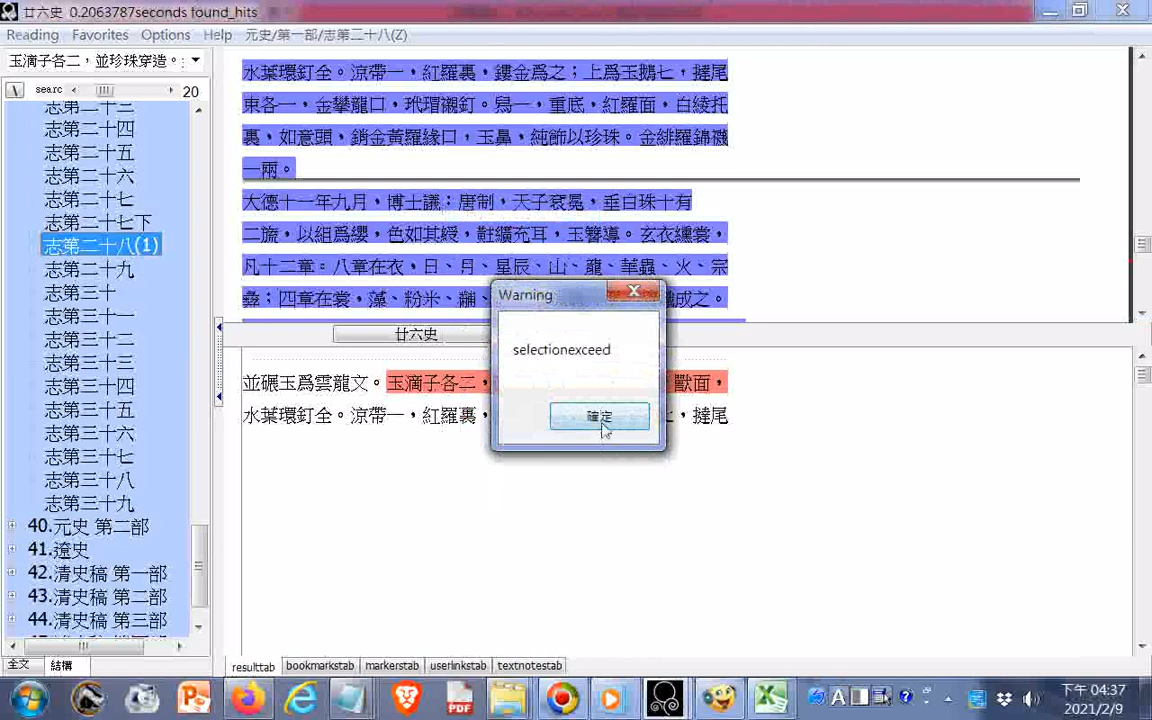 廿六史 0.2063787seconds found_hits
Reading Favorites Options Help 元史/第一部/志第二十八(Z)
玉滴子各二，並珍珠穿造。
searc 20
志第二十三
志第二十四
志第二十五
志第二十六
志第二十七
志第二十七下
志第二十八(1)
志第二十九
志第三十
志第三十一
志第三十二
志第三十三
志第三十四
志第三十五
志第三十六
志第三十七
志第三十八
志第三十九
40.元史 第二部
41.遼史
42.清史稿 第一部
43.清史稿 第二部
44.清史稿 第三部
全文 結構
水葉環釘全。涼帶一，紅羅裏，鏤金爲之；上爲玉鵝七，撻尾
東各一，金攀龍口，玳瑁襯釘。舄一，重底，紅羅面，白綾托
裏，如意頭，銷金黃羅緣口，玉鼻，純飾以珍珠。金緋羅錦襪
一兩。
大德十一年九月，博士議：唐制，天子袞冕，垂白珠十有
二旒，以組爲纓，色如其綬，黈纊充耳，玉簪導。玄衣纁裳，
凡十二章。八章在衣，日、月、星辰、山、龍、華蟲、火、宗
彝；四章在裳，藻、粉米、黼、
織成之。
廿六史
Warning
selectionexceed
確定
並碾玉爲雲龍文。玉滴子各二，
獸面，
水葉環釘全。涼帶一，紅羅裏，
，撻尾
resulttab bookmarkstab markerstab userlinkstab textnotestab
PDF
A
下午 04:37
2021/2/9